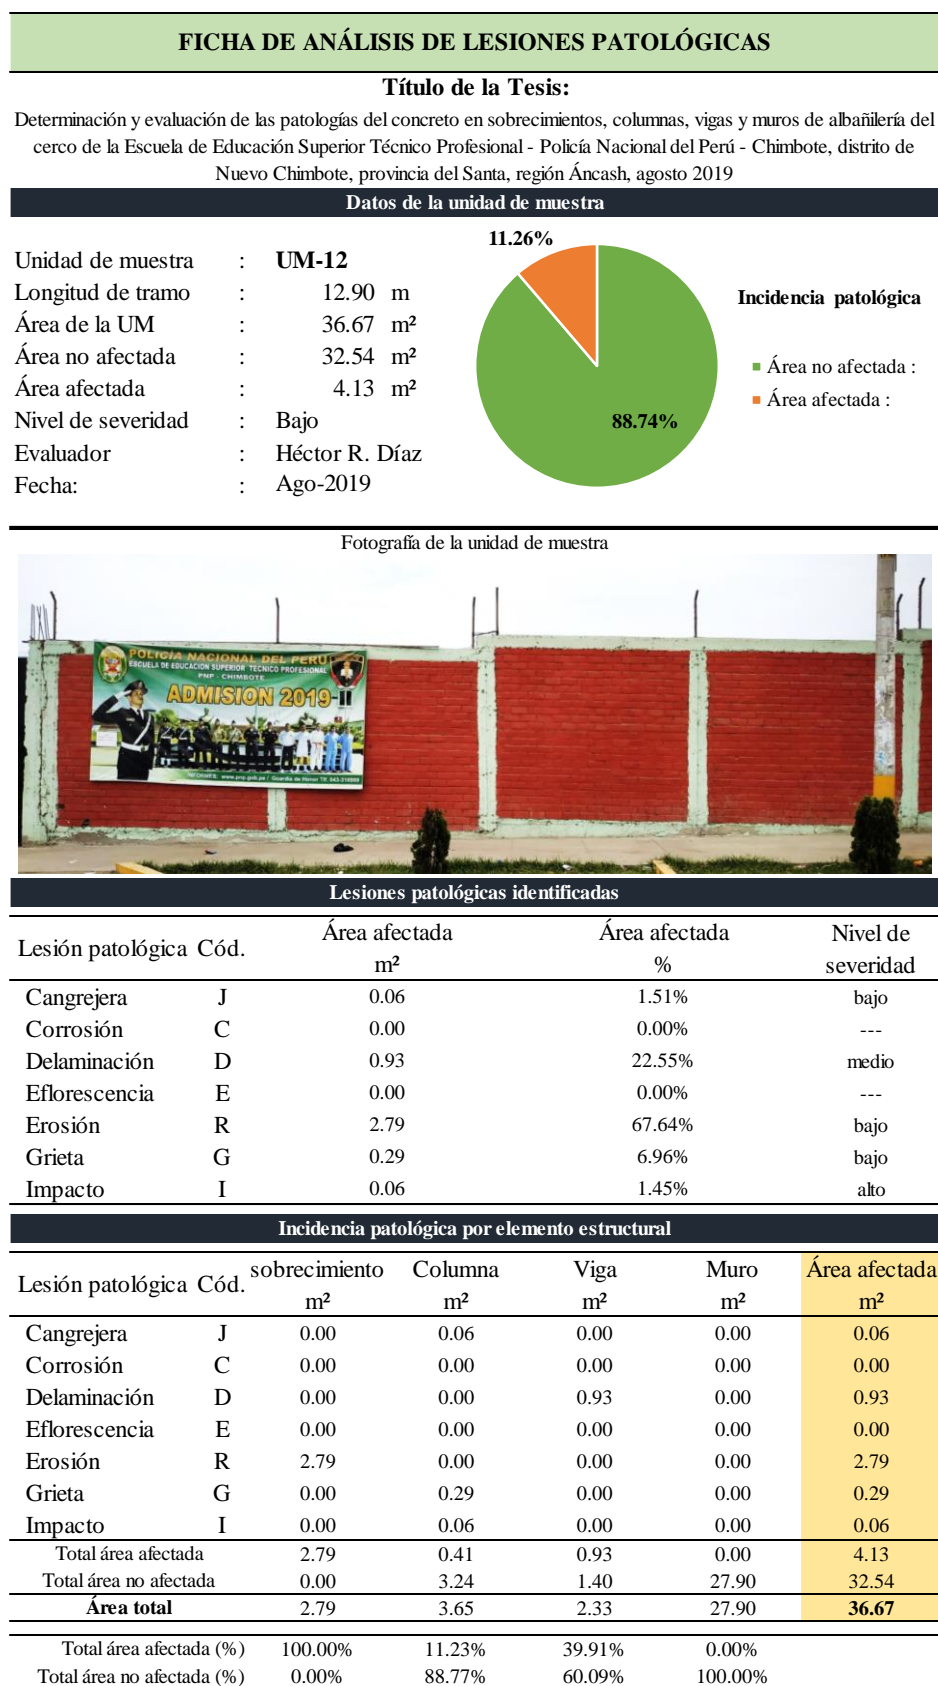 FICHA DE ANÁLISIS DE LESIONES PATOLÓGICAS
Título de la Tesis:
Determinación y evaluación de las patologías del concreto en sobrecimientos, columnas, vigas y muros de albañilería del
cerco de la Escuela de Educación Superior Técnico Profesional - Policía Nacional del Perú - Chimbote, distrito de
Nuevo Chimbote, provincia del Santa, región Áncash, agosto 2019
Datos de la unidad de muestra
Unidad de muestra : UM-12
Longitud de tramo : 12.90 m
Área de la UM : 36.67 m²
Área no afectada : 32.54 m²
Área afectada : 4.13 m²
Nivel de severidad : Bajo
Evaluador : Héctor R. Díaz
Fecha: : Ago-2019
11.26%
88.74%
Incidencia patológica
Área no afectada :
Área afectada :
Fotografía de la unidad de muestra
POLICÍA NACIONAL DEL PERÚ
ESCUELA DE EDUCACIÓN SUPERIOR TÉCNICO PROFESIONAL
PNP - CHIMBOTE
ADMISION 2019-II
INFORMES: www.pnp.gob.pe / Guardia de Honor Tlf.
Lesiones patológicas identificadas
Lesión patológica Cód. Área afectada m² Área afectada % Nivel de severidad
Cangrejera J 0.06 1.51% bajo
Corrosión C 0.00 0.00% ---
Delaminación D 0.93 22.55% medio
Eflorescencia E 0.00 0.00% ---
Erosión R 2.79 67.64% bajo
Grieta G 0.29 6.96% bajo
Impacto I 0.06 1.45% alto
Incidencia patológica por elemento estructural
Lesión patológica Cód. sobrecimiento m² Columna m² Viga m² Muro m² Área afectada m²
Cangrejera J 0.00 0.06 0.00 0.00 0.06
Corrosión C 0.00 0.00 0.00 0.00 0.00
Delaminación D 0.00 0.00 0.93 0.00 0.93
Eflorescencia E 0.00 0.00 0.00 0.00 0.00
Erosión R 2.79 0.00 0.00 0.00 2.79
Grieta G 0.00 0.29 0.00 0.00 0.29
Impacto I 0.00 0.06 0.00 0.00 0.06
Total área afectada 2.79 0.41 0.93 0.00 4.13
Total área no afectada 0.00 3.24 1.40 27.90 32.54
Área total 2.79 3.65 2.33 27.90 36.67
Total área afectada (%) 100.00% 11.23% 39.91% 0.00%
Total área no afectada (%) 0.00% 88.77% 60.09% 100.00%